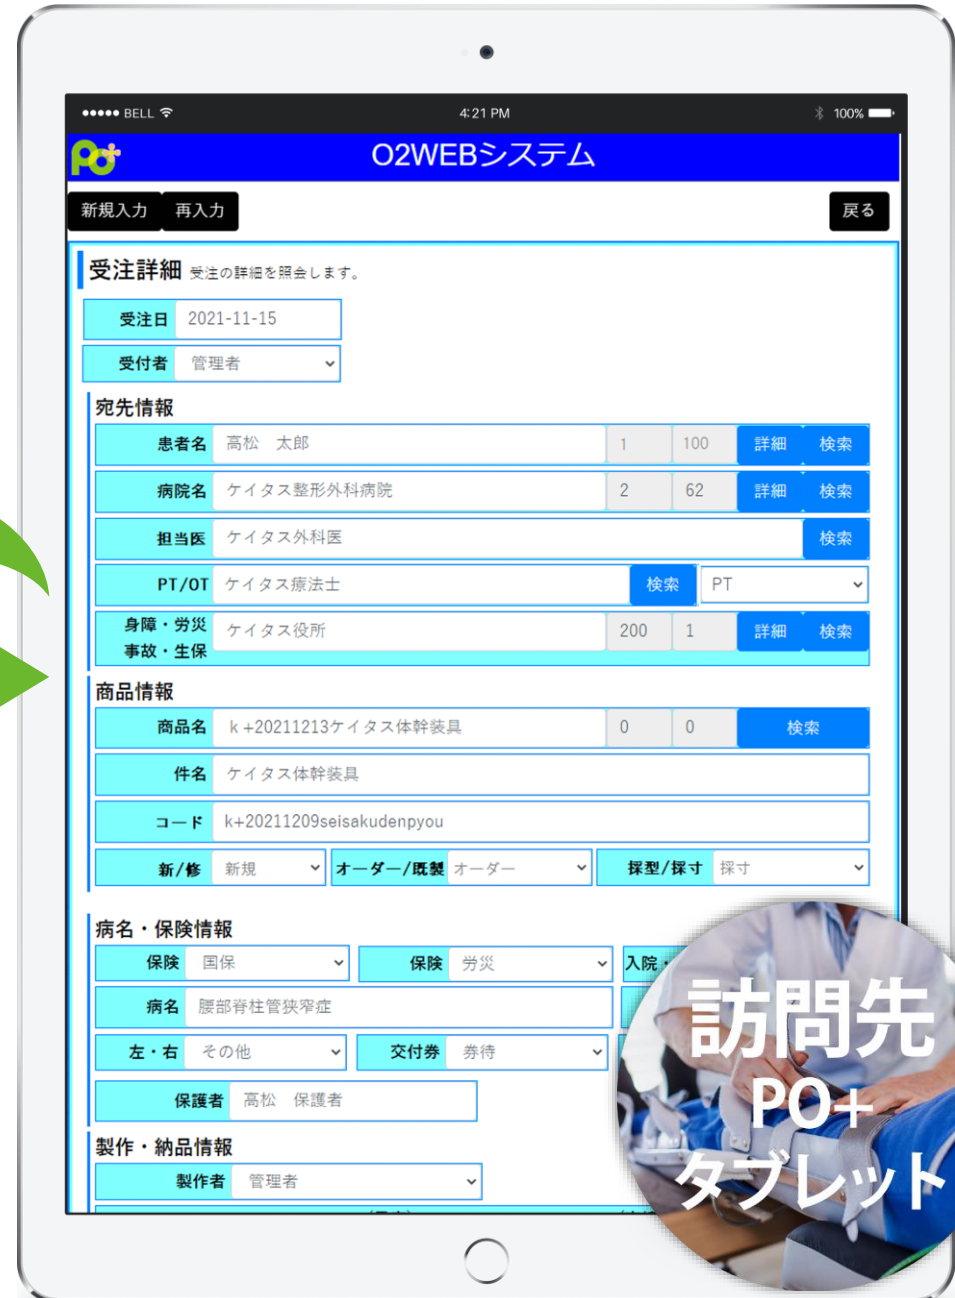 BELL 4:21 PM 100%
PO+ O2WEBシステム
新規入力 再入力 戻る
受注詳細 受注の詳細を照会します。
受注日 2021-11-15
受付者 管理者
宛先情報
患者名 高松 太郎 1 100 詳細 検索
病院名 ケイタス整形外科病院 2 62 詳細 検索
担当医 ケイタス外科医 検索
PT/OT ケイタス療法士 検索 PT
身障・労災 ケイタス役所 200 1 詳細 検索
事故・生保
商品情報
商品名 k +20211213ケイタス体幹装具 0 0 検索
件名 ケイタス体幹装具
コード k+20211209seisakudenpyou
新/修 新規 オーダー/既製 オーダー 採型/採寸 採寸
病名・保険情報
保険 国保 保険 労災 入院・
病名 腰部脊柱管狭窄症
左・右 その他 交付券 券待
保護者 高松 保護者
製作・納品情報
製作者 管理者
訪問先
PO+
タブレット